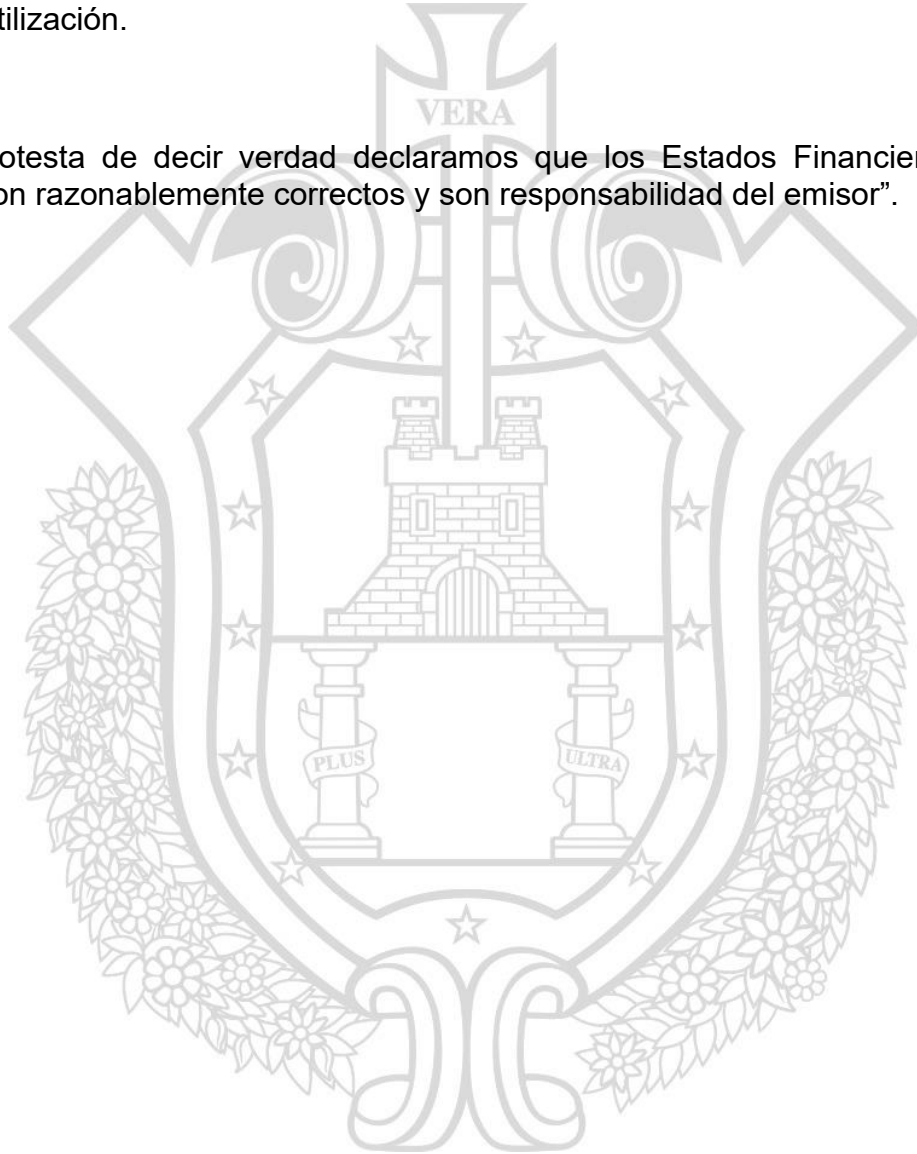 tilización.
VERA
otesta de decir verdad declaramos que los Estados Financier
on razonablemente correctos y son responsabilidad del emisor”.
PLUS
ULTRA